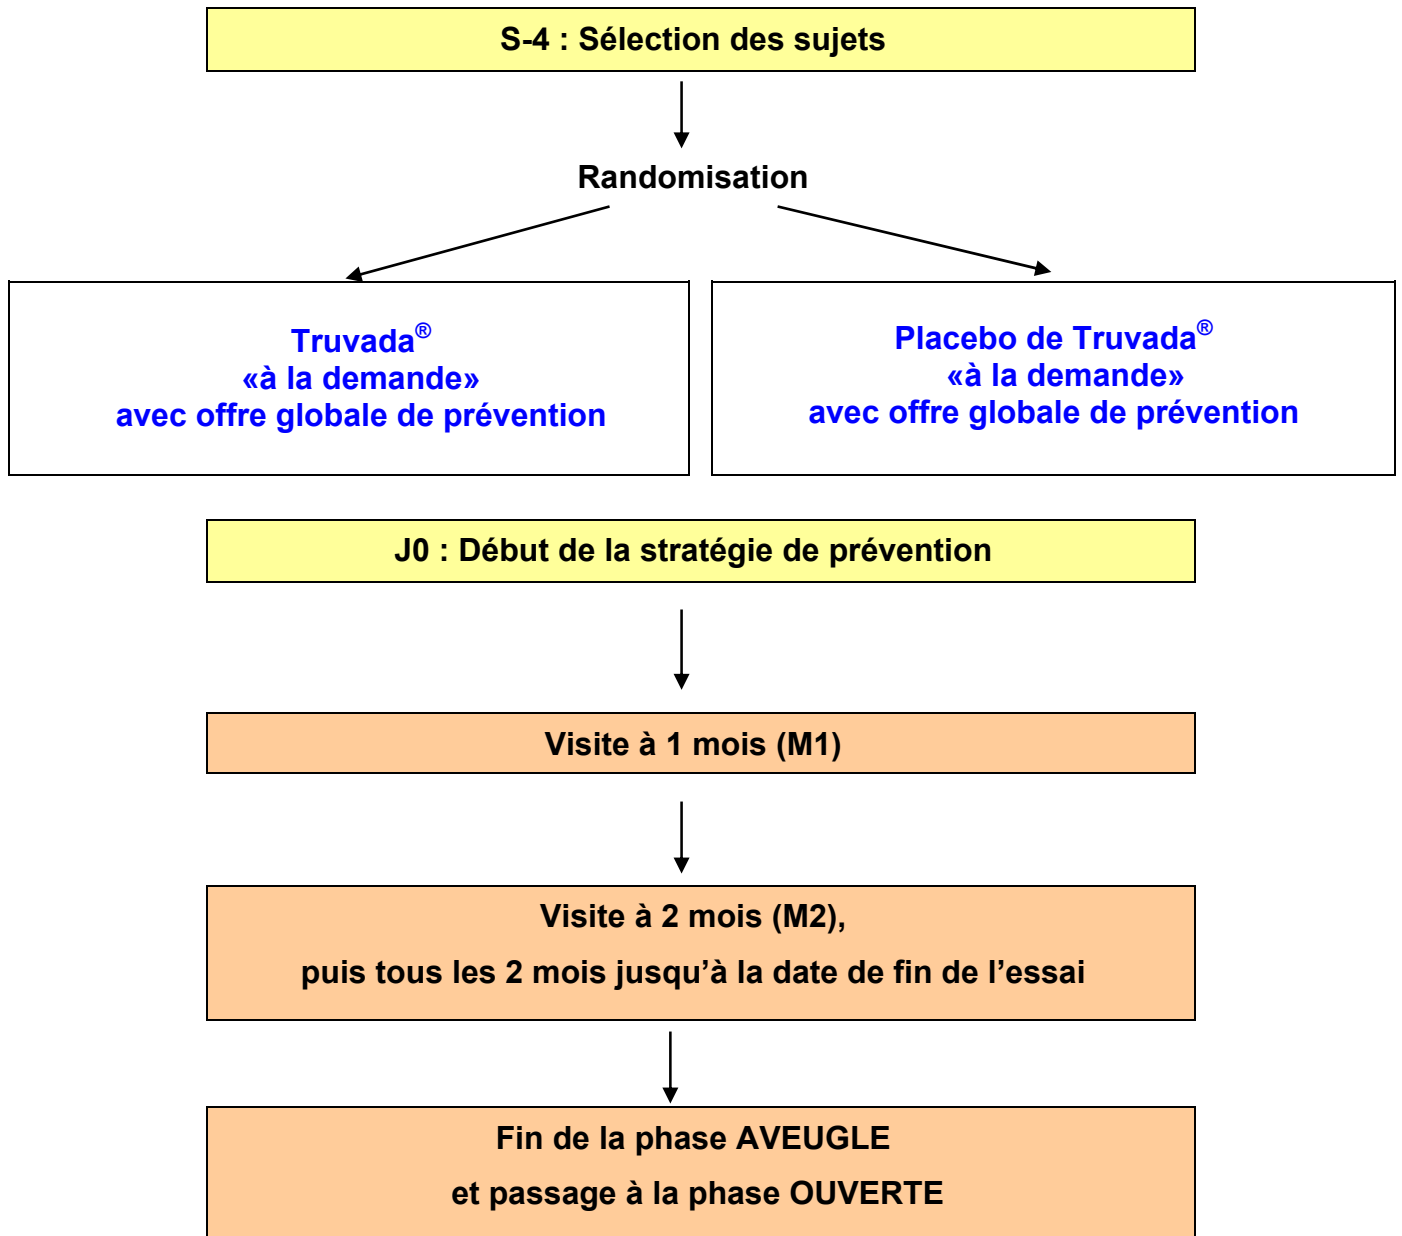 S-4 : Sélection des sujets
Randomisation
Truvada®
«à la demande»
avec offre globale de prévention
Placebo de Truvada®
«à la demande»
avec offre globale de prévention
J0 : Début de la stratégie de prévention
Visite à 1 mois (M1)
Visite à 2 mois (M2),
puis tous les 2 mois jusqu’à la date de fin de l’essai
Fin de la phase AVEUGLE
et passage à la phase OUVERTE